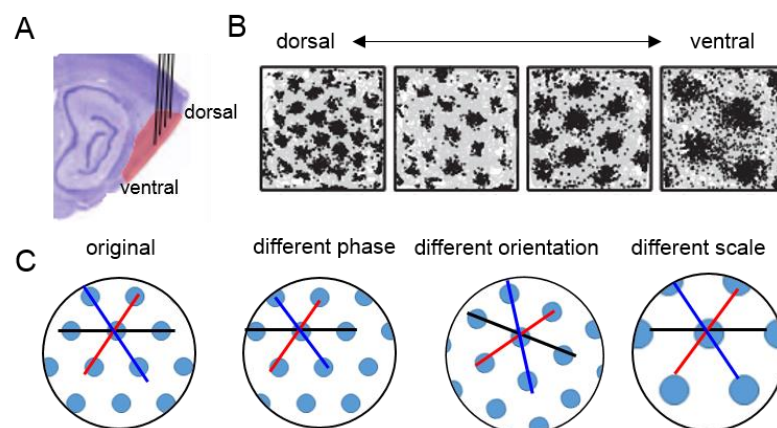 A
dorsal
ventral
B
dorsal ventral
C
original different phase different orientation different scale